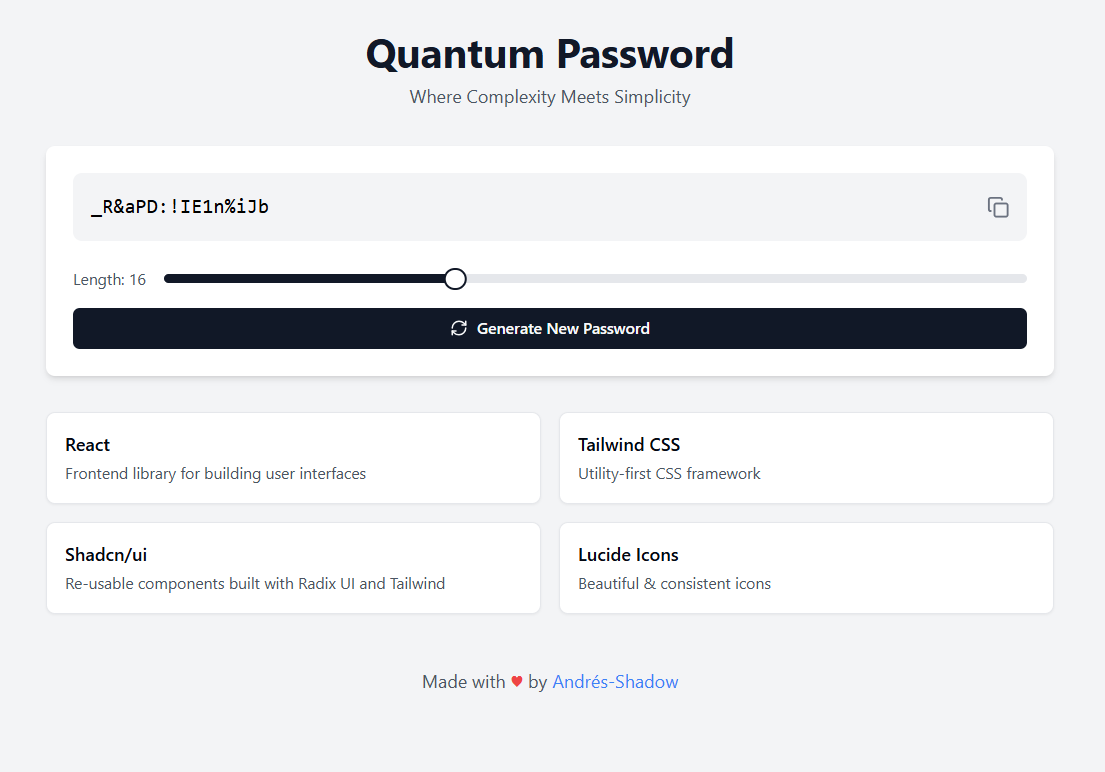 Quantum Password
Where Complexity Meets Simplicity
_R&aPD:!IE1n%iJb
Length: 16
Generate New Password
React
Frontend library for building user interfaces
Tailwind CSS
Utility-first CSS framework
Shadcn/ui
Re-usable components built with Radix UI and Tailwind
Lucide Icons
Beautiful & consistent icons
Made with ♥ by Andrés-Shadow